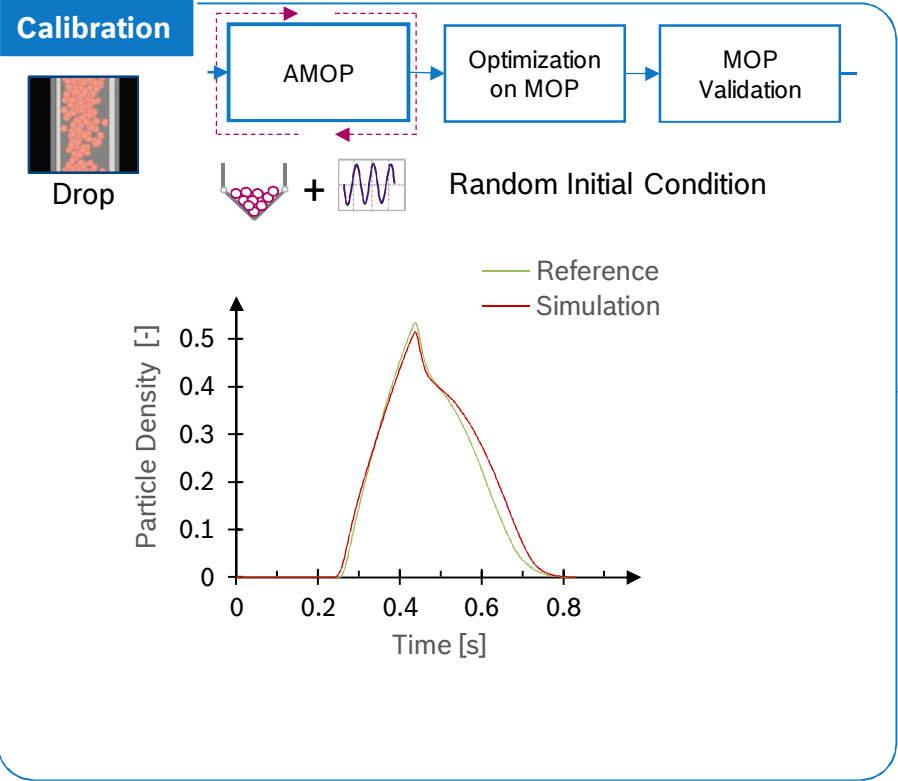 Calibration
AMOP
Optimization
on MOP
MOP
Validation
Drop
+
Random Initial Condition
Reference
Simulation
Particle Density [-]
0.5
0.4
0.3
0.2
0.1
0
0 0.2 0.4 0.6 0.8
Time [s]